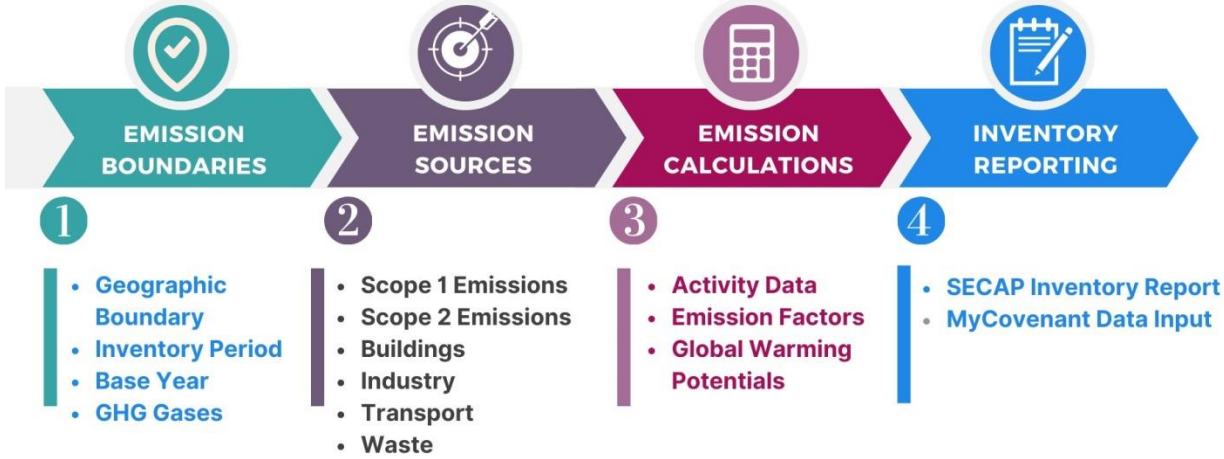 EMISSION
BOUNDARIES
EMISSION
SOURCES
EMISSION
CALCULATIONS
INVENTORY
REPORTING
1
• Geographic
Boundary
• Inventory Period
• Base Year
• GHG Gases
2
• Scope 1 Emissions
• Scope 2 Emissions
• Buildings
• Industry
• Transport
• Waste
3
• Activity Data
• Emission Factors
• Global Warming
Potentials
4
• SECAP Inventory Report
• MyCovenant Data Input